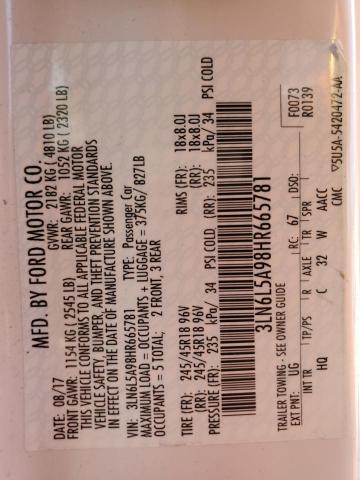 MFD. BY FORD MOTOR CO.
DATE: 08/17 GVWR: 2182 KG ( 4810 LB)
FRONT GAWR: 1154 KG ( 2545 LB) REAR GAWR: 1052 KG ( 2320 LB)
THIS VEHICLE CONFORMS TO ALL APPLICABLE FEDERAL MOTOR
VEHICLE SAFETY, BUMPER, AND THEFT PREVENTION STANDARDS
IN EFFECT ON THE DATE OF MANUFACTURE SHOWN ABOVE.
VIN: 3LN6L5A98HR665781 TYPE: Passenger Car
MAXIMUM LOAD = OCCUPANTS + LUGGAGE = 375KG/ 827LB
OCCUPANTS = 5 TOTAL; 2 FRONT, 3 REAR
TIRE (FR): 245/45R18 96V RIMS (FR): 18x8.0J
(RR): 245/45R18 96V (RR): 18x8.0J
PRESSURE (FR): 235 kPa/ 34 PSI COLD (RR): 235 kPa/ 34 PSI COLD
3LN6L5A98HR665781
TRAILER TOWING - SEE OWNER GUIDE
F0073
R0139
EXT PNT: UG RC: 67 DSO:
INT TR TP/PS R AXLE TR SPR
HQ C 32 W AACC
CMC 5U5A-5420472-AA